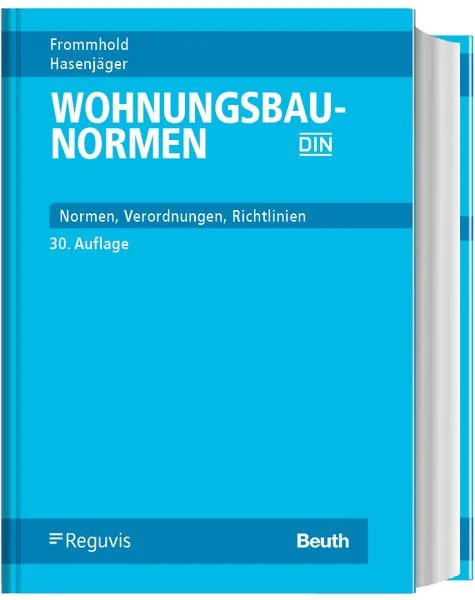 Frommhold
Hasenjäger
WOHNUNGSBAU-
NORMEN
DIN
Normen, Verordnungen, Richtlinien
30. Auflage
Reguvis
Beuth